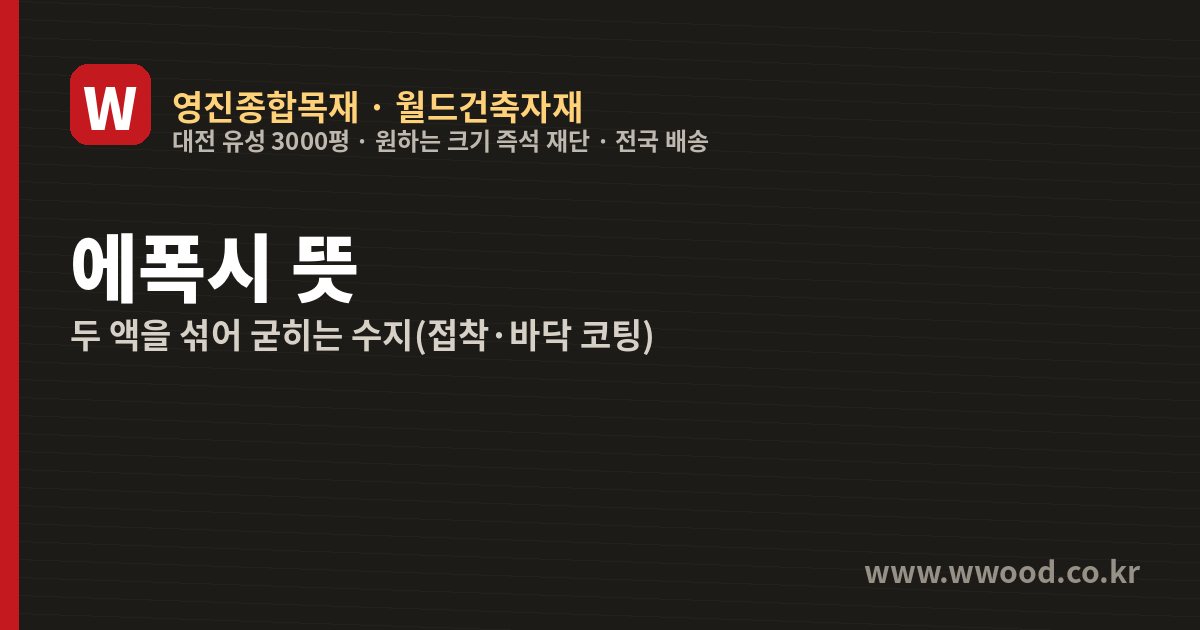 W
영진종합목재 · 월드건축자재
대전 유성 3000평 · 원하는 크기 즉석 재단 · 전국 배송
에폭시 뜻
두 액을 섞어 굳히는 수지(접착·바닥 코팅)
www.wwood.co.kr